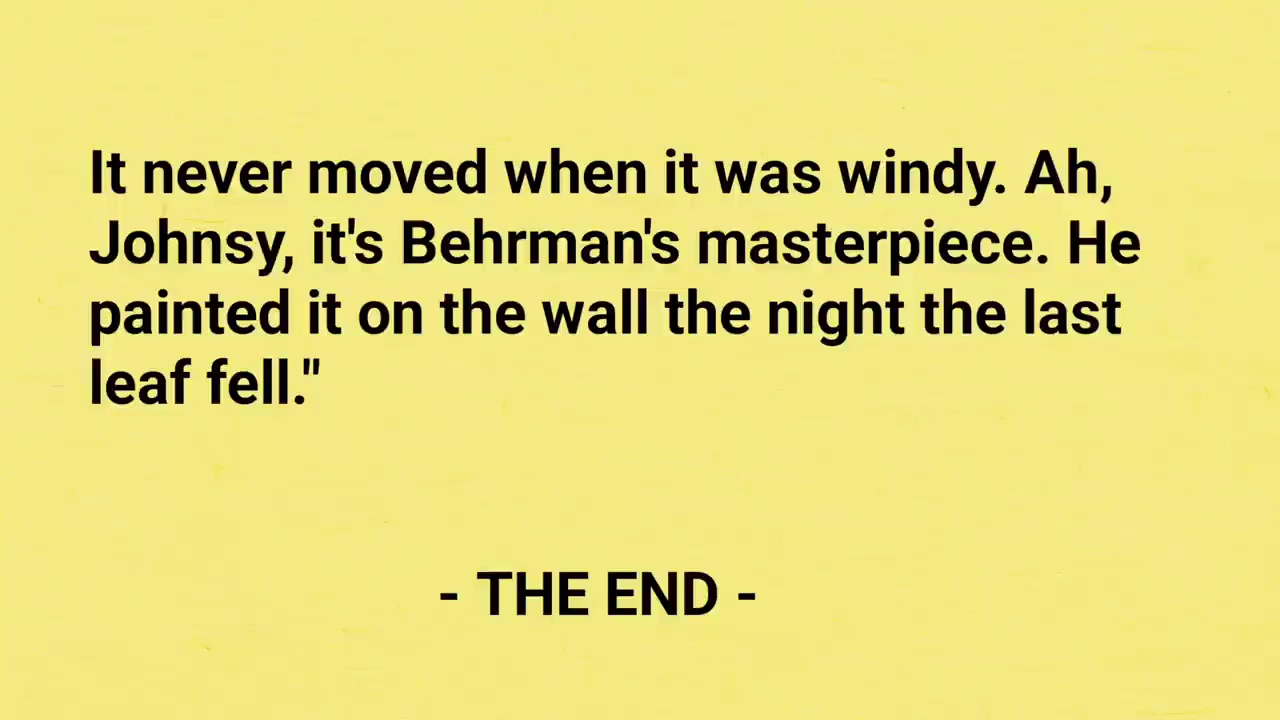 It never moved when it was windy. Ah,
Johnsy, it's Behrman's masterpiece. He
painted it on the wall the night the last
leaf fell."
- THE END -